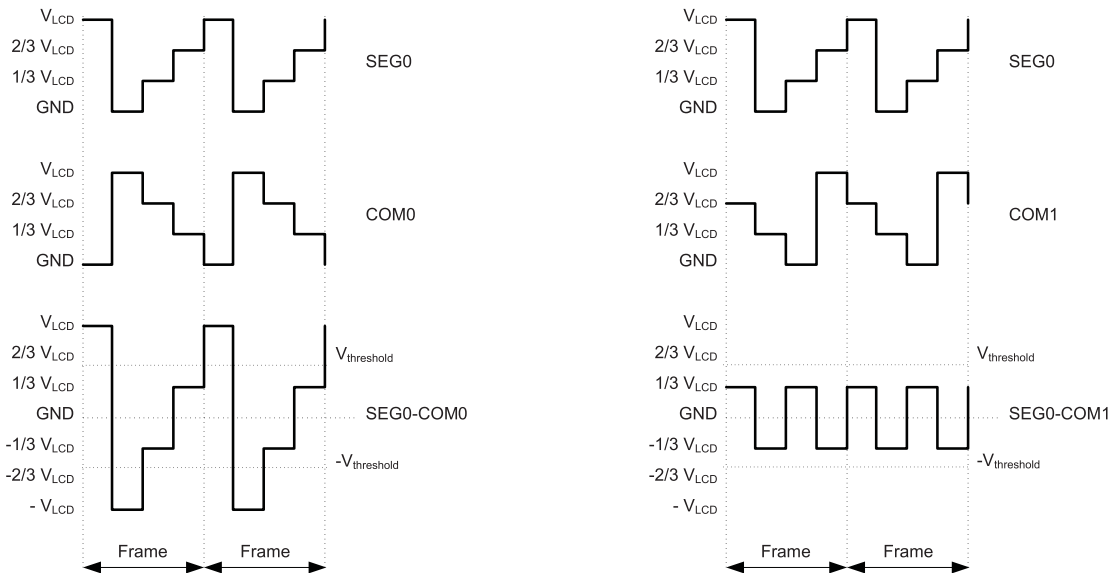 V_LCD
2/3 V_LCD
1/3 V_LCD
GND
SEG0
V_LCD
2/3 V_LCD
1/3 V_LCD
GND
COM0
V_LCD
2/3 V_LCD
1/3 V_LCD
GND
-1/3 V_LCD
-2/3 V_LCD
- V_LCD
V_threshold
SEG0-COM0
-V_threshold
Frame
Frame
V_LCD
2/3 V_LCD
1/3 V_LCD
GND
SEG0
V_LCD
2/3 V_LCD
1/3 V_LCD
GND
COM1
V_LCD
2/3 V_LCD
1/3 V_LCD
GND
-1/3 V_LCD
-2/3 V_LCD
- V_LCD
V_threshold
SEG0-COM1
-V_threshold
Frame
Frame